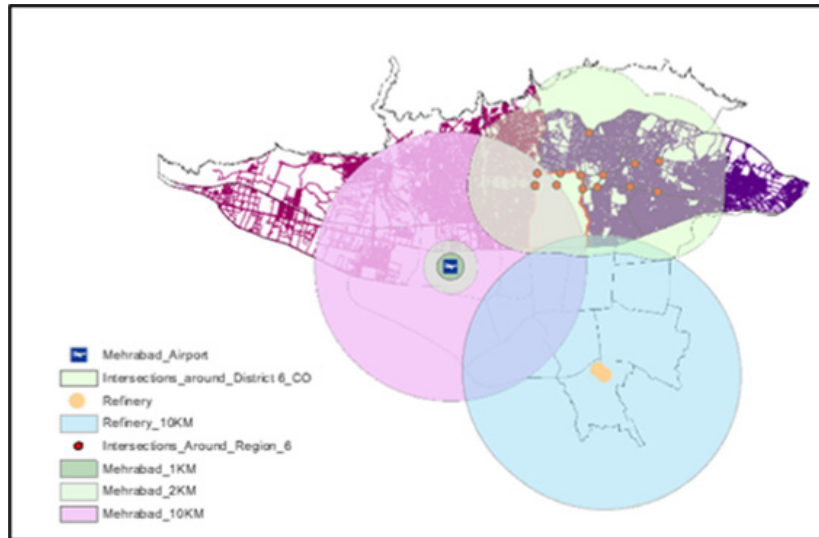 Mehrabad_Airport
Intersections_around_District 6_CO
Refinery
Refinery_10KM
Intersections_Around_Region_6
Mehrabad_1KM
Mehrabad_2KM
Mehrabad_10KM